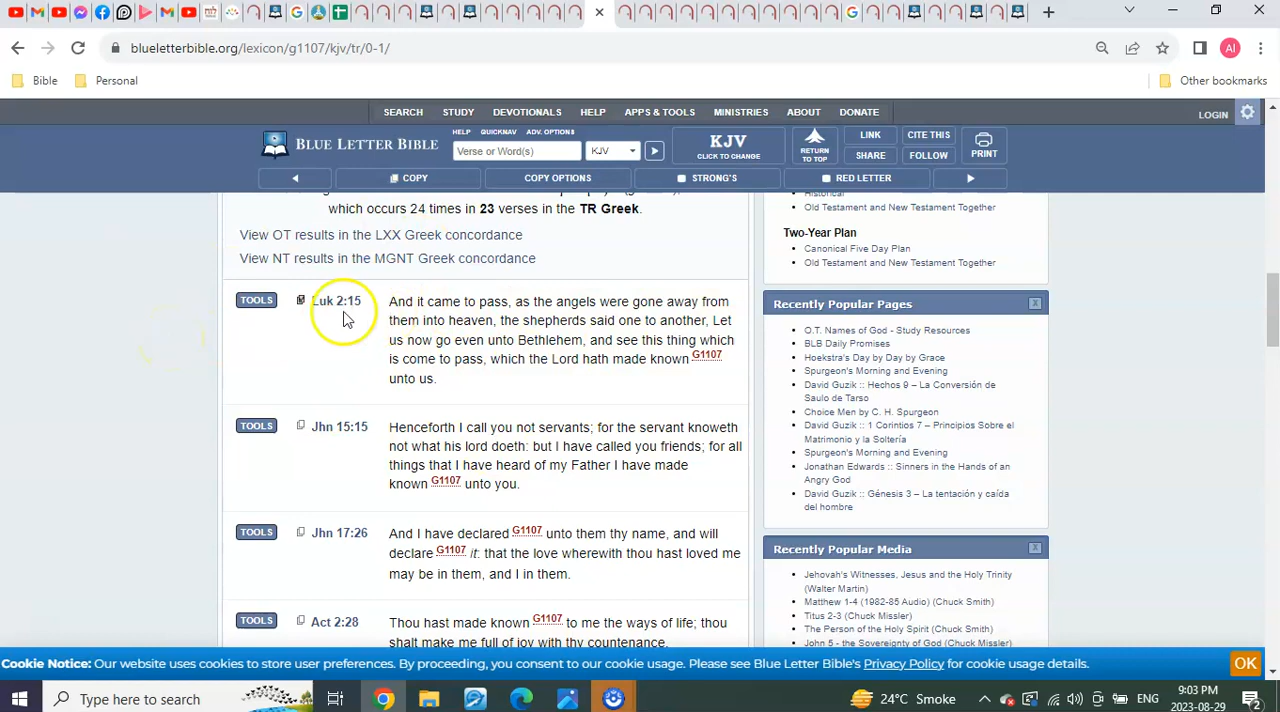 blueletterbible.org/lexicon/g1107/kjv/tr/0-1/
AI
Bible
Personal
Other bookmarks
SEARCH STUDY DEVOTIONALS HELP APPS & TOOLS MINISTRIES ABOUT DONATE
LOGIN
BLUE LETTER BIBLE
HELP QUICKNAV ADV. OPTIONS
Verse or Word(s)
KJV
KJV
CLICK TO CHANGE
RETURN
TO TOP
LINK
SHARE
CITE THIS
FOLLOW
PRINT
COPY
COPY OPTIONS
STRONG'S
RED LETTER
which occurs 24 times in 23 verses in the TR Greek.
View OT results in the LXX Greek concordance
View NT results in the MGNT Greek concordance
TOOLS
Luk 2:15
And it came to pass, as the angels were gone away from
them into heaven, the shepherds said one to another, Let
us now go even unto Bethlehem, and see this thing which
is come to pass, which the Lord hath made known G1107
unto us.
TOOLS
Jhn 15:15
Henceforth I call you not servants; for the servant knoweth
not what his lord doeth: but I have called you friends; for all
things that I have heard of my Father I have made
known G1107 unto you.
TOOLS
Jhn 17:26
And I have declared G1107 unto them thy name, and will
declare G1107 it: that the love wherewith thou hast loved me
may be in them, and I in them.
TOOLS
Act 2:28
Thou hast made known G1107 to me the ways of life; thou
shalt make me full of joy with thy countenance.
Historical
Old Testament and New Testament Together
Two-Year Plan
Canonical Five Day Plan
Old Testament and New Testament Together
Recently Popular Pages
X
O.T. Names of God - Study Resources
BLB Daily Promises
Hoekstra's Day by Day by Grace
Spurgeon's Morning and Evening
David Guzik :: Hechos 9 – La Conversión de
Saulo de Tarso
Choice Men by C. H. Spurgeon
David Guzik :: 1 Corintios 7 – Principios Sobre el
Matrimonio y la Soltería
Spurgeon's Morning and Evening
Jonathan Edwards :: Sinners in the Hands of an
Angry God
David Guzik :: Génesis 3 – La tentación y caída
del hombre
Recently Popular Media
X
Jehovah's Witnesses, Jesus and the Holy Trinity
(Walter Martin)
Matthew 1-4 (1982-85 Audio) (Chuck Smith)
Titus 2-3 (Chuck Missler)
The Person of the Holy Spirit (Chuck Smith)
John 5 - the Sovereignty of God (Chuck Missler)
Cookie Notice: Our website uses cookies to store user preferences. By proceeding, you consent to our cookie usage. Please see Blue Letter Bible's Privacy Policy for cookie usage details.
OK
Type here to search
24°C Smoke
ENG
9:03 PM
2023-08-29
2